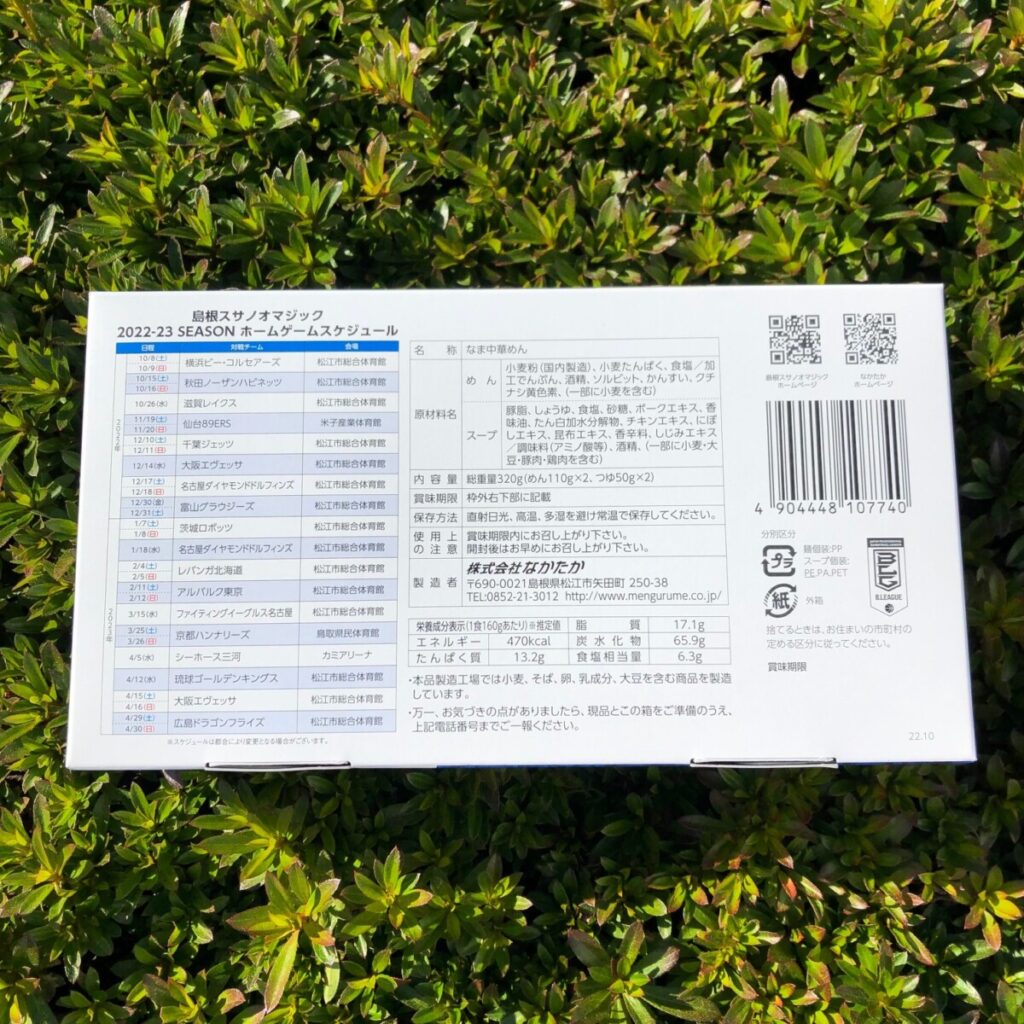 島根スサノオマジック
2022-23 SEASON ホームゲームスケジュール
日程 対戦チーム 会場
2022年
10/8(土) 10/9(日) 横浜ビー・コルセアーズ 松江市総合体育館
10/15(土) 10/16(日) 秋田ノーザンハピネッツ 松江市総合体育館
10/26(水) 滋賀レイクス 松江市総合体育館
11/19(土) 11/20(日) 仙台89ERS 米子産業体育館
12/10(土) 12/11(日) 千葉ジェッツ 松江市総合体育館
12/14(水) 大阪エヴェッサ 松江市総合体育館
12/17(土) 12/18(日) 名古屋ダイヤモンドドルフィンズ 松江市総合体育館
12/30(金) 12/31(土) 富山グラウジーズ 松江市総合体育館
2023年
1/7(土) 1/8(日) 茨城ロボッツ 松江市総合体育館
1/18(水) 名古屋ダイヤモンドドルフィンズ 松江市総合体育館
2/4(土) 2/5(日) レバンガ北海道 松江市総合体育館
2/11(土) 2/12(日) アルバルク東京 松江市総合体育館
3/15(水) ファイティングイーグルス名古屋 松江市総合体育館
3/25(土) 3/26(日) 京都ハンナリーズ 鳥取県民体育館
4/5(水) シーホース三河 カミアリーナ
4/12(水) 琉球ゴールデンキングス 松江市総合体育館
4/15(土) 4/16(日) 大阪エヴェッサ 松江市総合体育館
4/29(土) 4/30(日) 広島ドラゴンフライズ 松江市総合体育館
※スケジュールは都合により変更となる場合がございます。
名称 なま中華めん
原材料名
めん
小麦粉(国内製造)、小麦たんぱく、食塩/加
工でんぷん、酒精、ソルビット、かんすい、クチ
ナシ黄色素、(一部に小麦を含む)
スープ
豚脂、しょうゆ、食塩、砂糖、ポークエキス、香
味油、たん白加水分解物、チキンエキス、にぼ
しエキス、昆布エキス、香辛料、しじみエキス
/調味料(アミノ酸等)、酒精、(一部に小麦・大
豆・豚肉・鶏肉を含む)
内容量 総重量320g(めん110g×2、つゆ50g×2)
賞味期限 枠外右下部に記載
保存方法 直射日光、高温、多湿を避け常温で保存してください。
使用上の注意
賞味期限内にお召し上がり下さい。
開封後はお早めにお召し上がり下さい。
製造者
株式会社なかたか
〒690-0021島根県松江市矢田町 250-38
TEL:0852-21-3012 http://www.mengurume.co.jp/
栄養成分表示(1食160gあたり)※推定値 脂質 17.1g
エネルギー 470kcal 炭水化物 65.9g
たんぱく質 13.2g 食塩相当量 6.3g
・本品製造工場では小麦、そば、卵、乳成分、大豆を含む商品を製造
しています。
・万一、お気づきの点がありましたら、現品とこの箱をご準備のうえ、
上記電話番号までご一報ください。
島根スサノオマジック
ホームページ
なかたか
ホームページ
4 904448 107740
分別区分
プラ
麺個装:PP
スープ個装:
PE.PA.PET
紙
外箱
B.LEAGUE
捨てるときは、お住まいの市町村の
定める区分に従ってください。
賞味期限
22.10